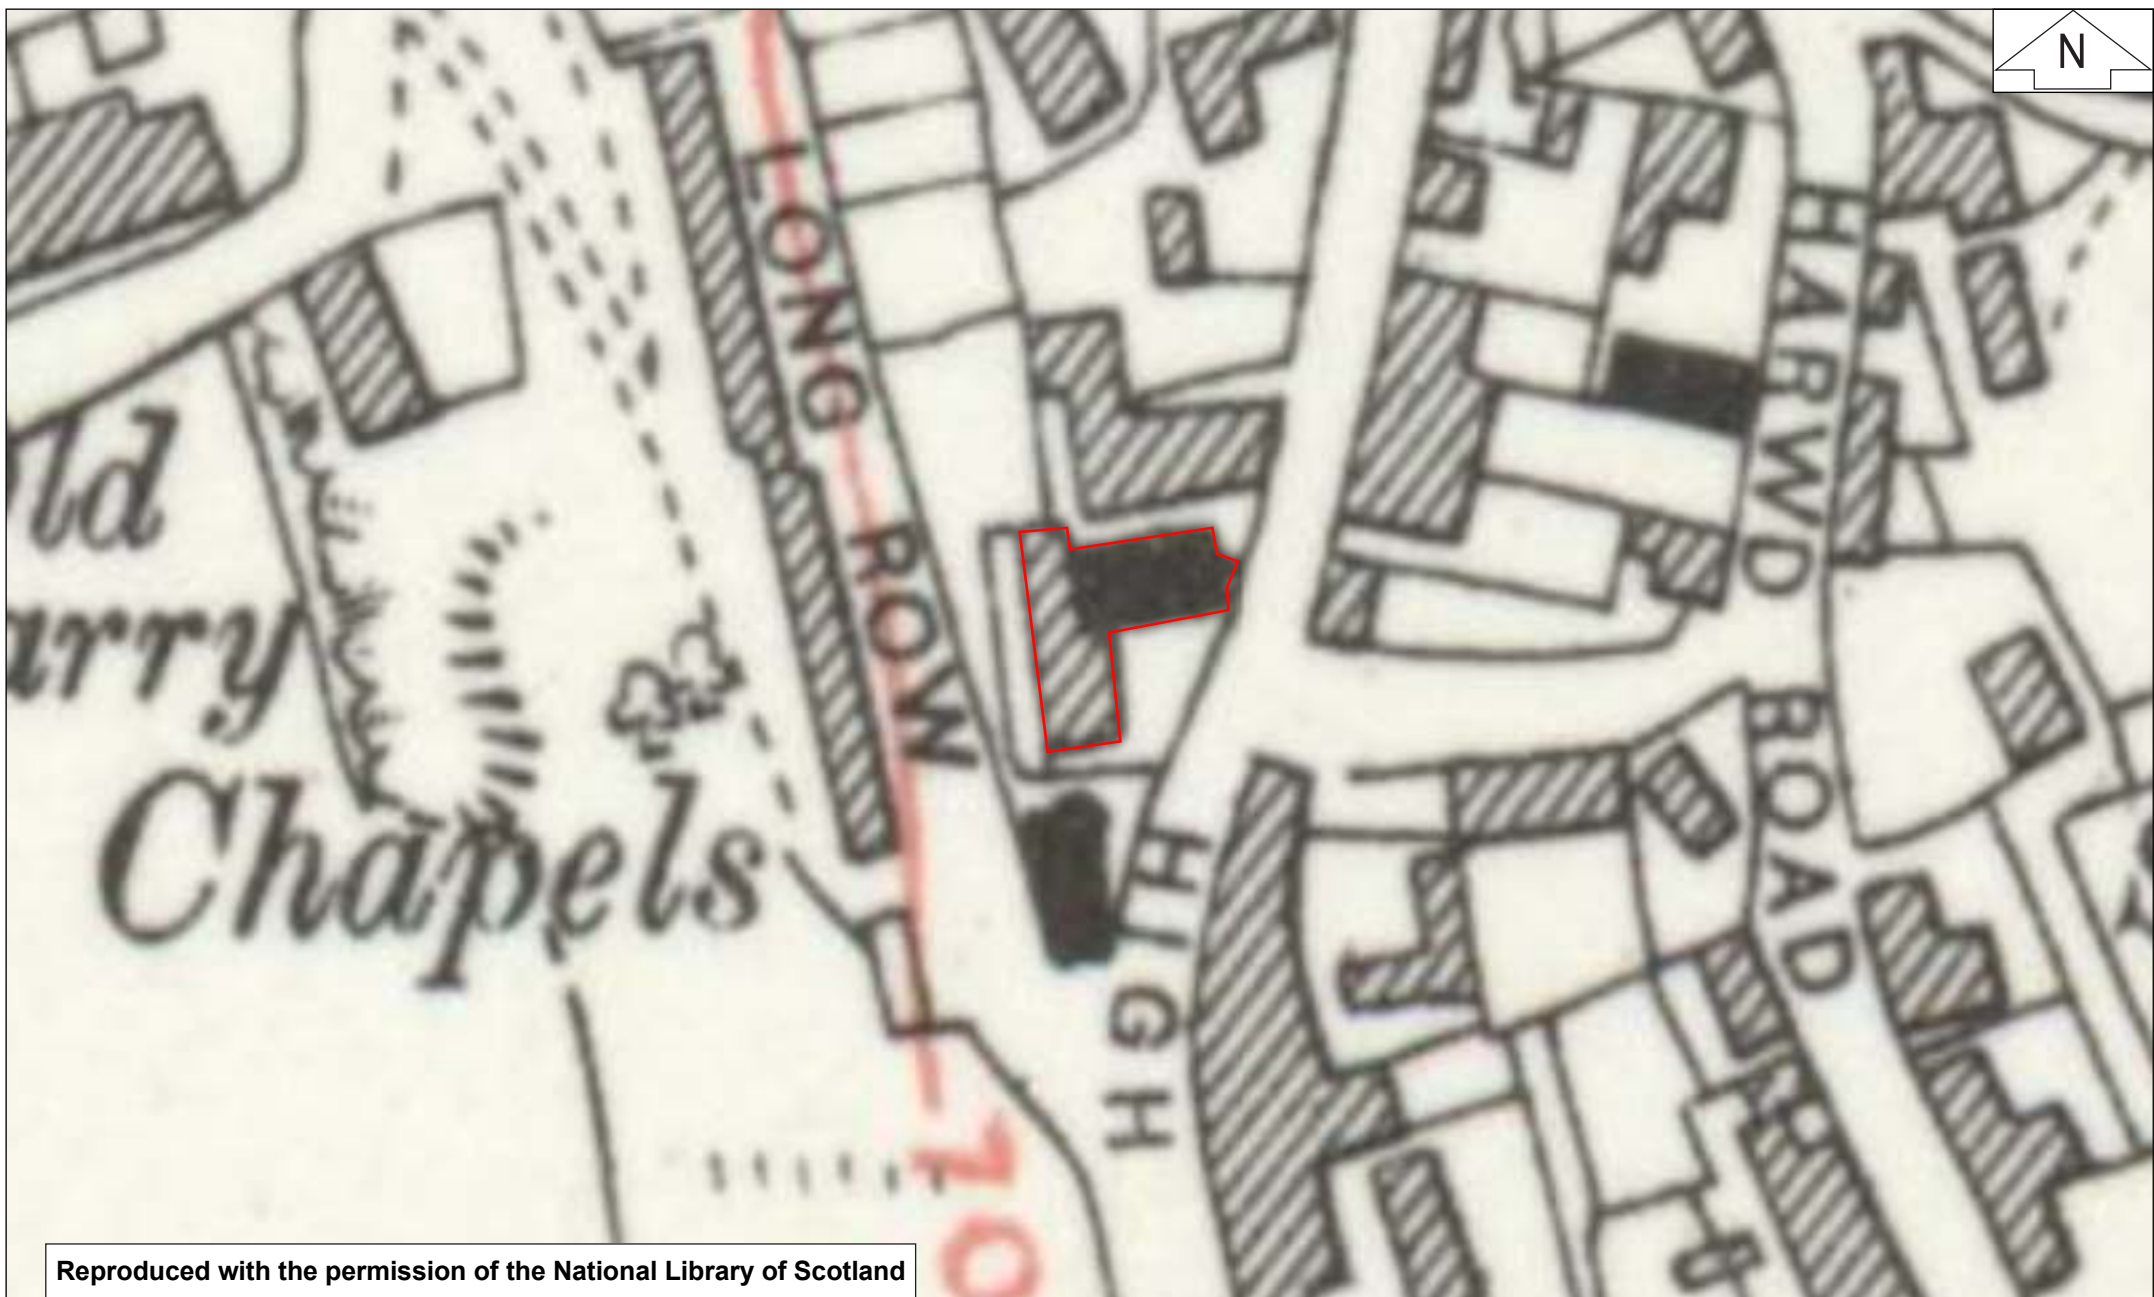 N
LONG ROW
HARWD ROAD
ld
arry
Chapels
HIGH
70
Reproduced with the permission of the National Library of Scotland